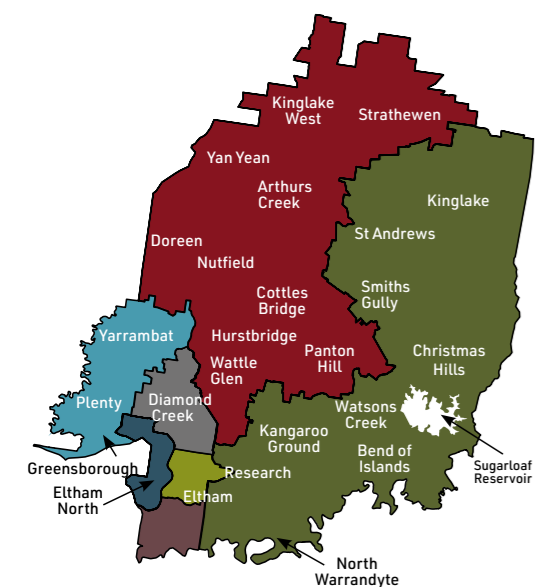 Kinglake
West
Strathewen
Yan Yean
Arthurs
Creek
Kinglake
St Andrews
Doreen
Nutfield
Smiths
Gully
Cottles
Bridge
Yarrambat
Hurstbridge
Panton
Hill
Christmas
Hills
Wattle
Glen
Plenty
Diamond
Creek
Watsons
Creek
Kangaroo
Ground
Bend of
Islands
Greensborough
Research
Sugarloaf
Reservoir
Eltham
North
Eltham
North
Warrandyte